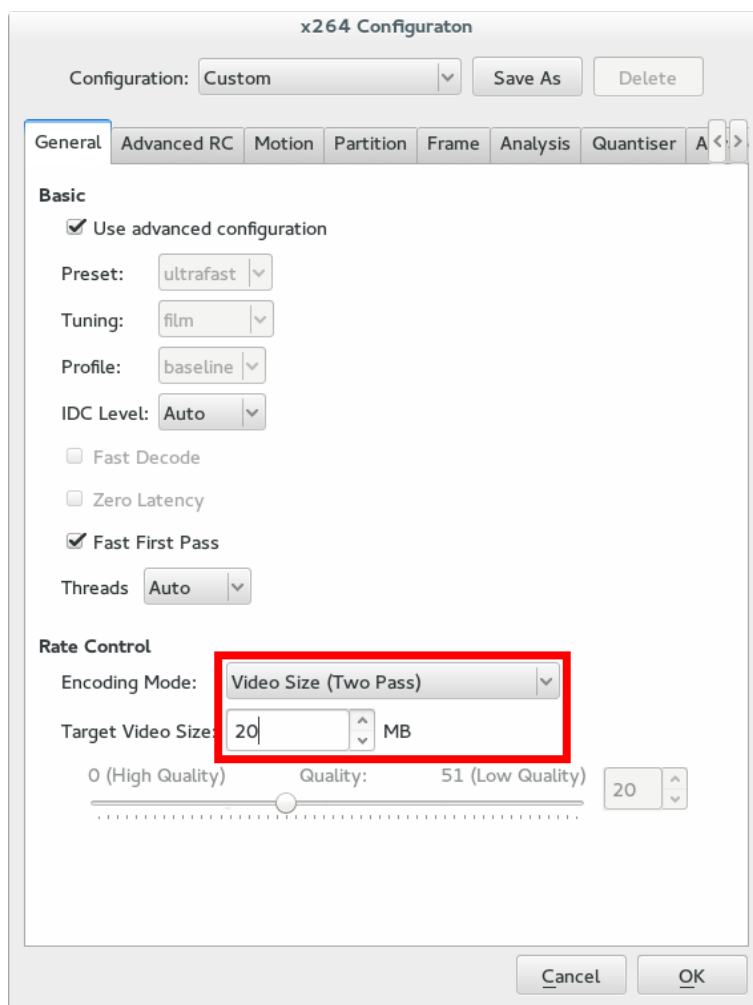 x264 Configuraton
Configuration: Custom Save As Delete
General Advanced RC Motion Partition Frame Analysis Quantiser A < >
Basic
Use advanced configuration
Preset: ultrafast
Tuning: film
Profile: baseline
IDC Level: Auto
Fast Decode
Zero Latency
Fast First Pass
Threads Auto
Rate Control
Encoding Mode: Video Size (Two Pass)
Target Video Size: 20 MB
0 (High Quality) Quality: 51 (Low Quality) 20
Cancel OK